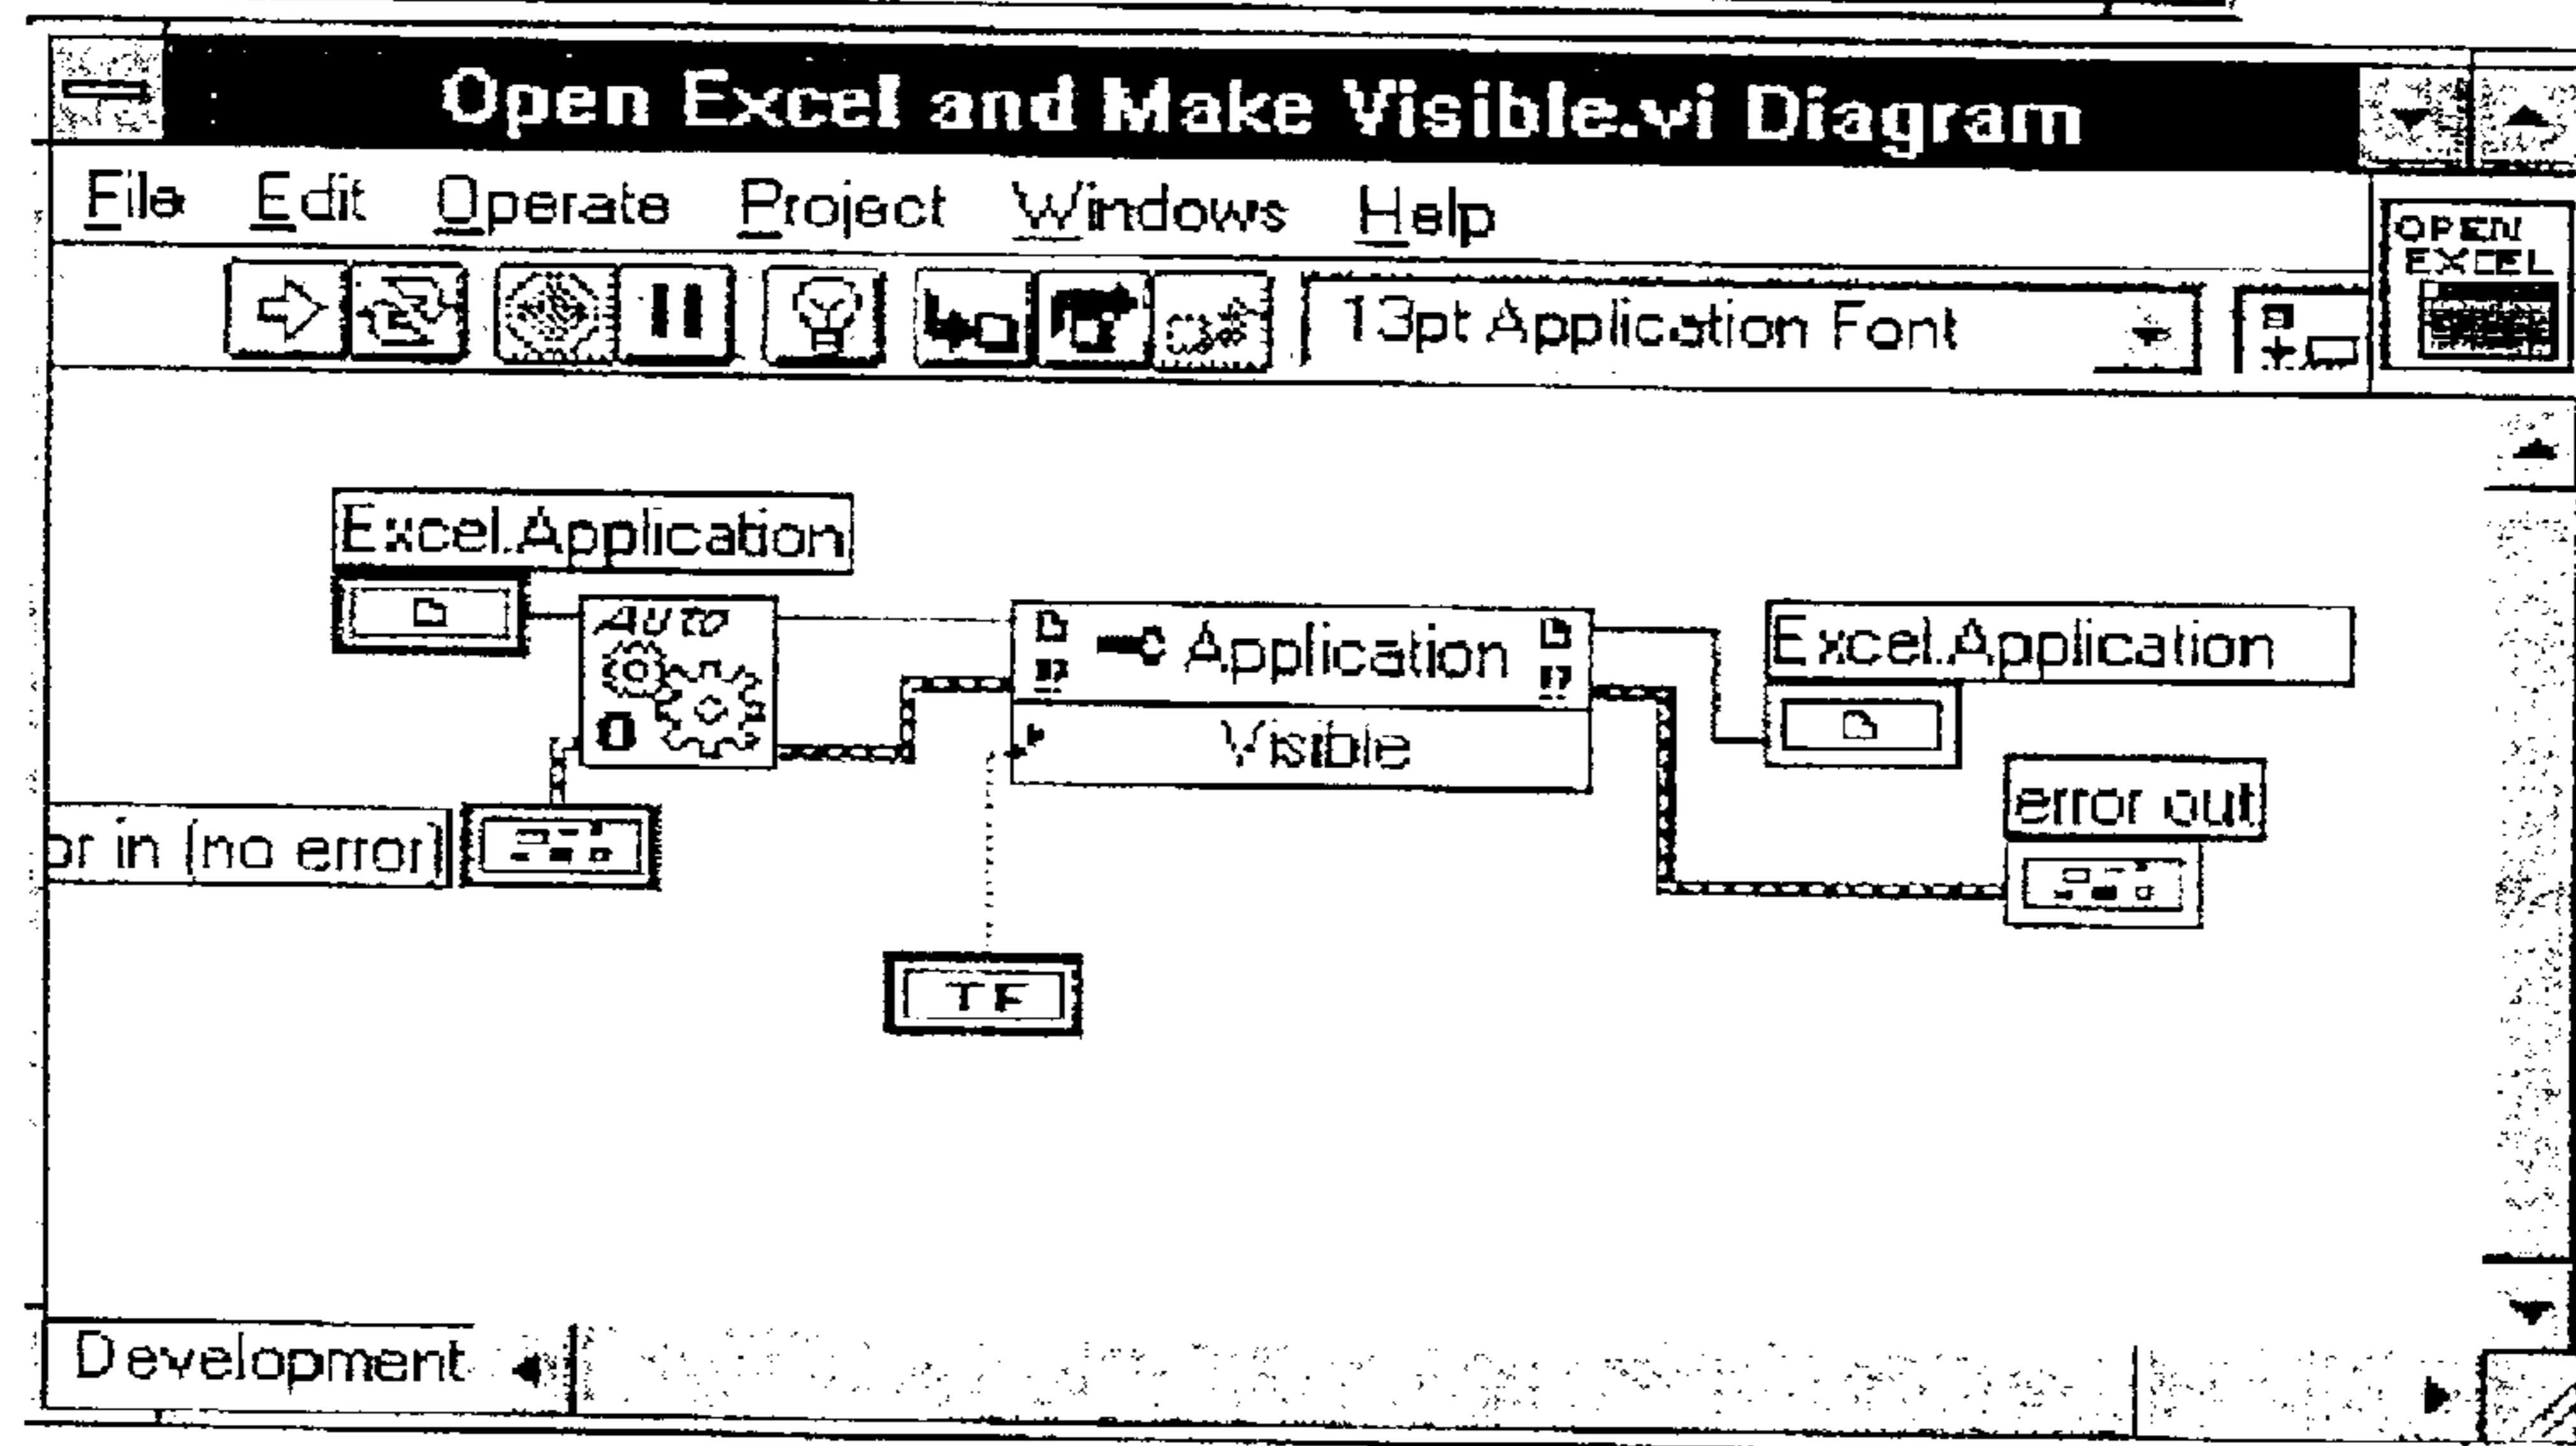 Open Excel and Make Visible.vi Diagram
File Edit Operate Project Windows Help
OPEN
EXCEL
13pt Application Font
Excel.Application
Auto
Application
Visible
Excel.Application
error out
or in (no error)
TF
Development